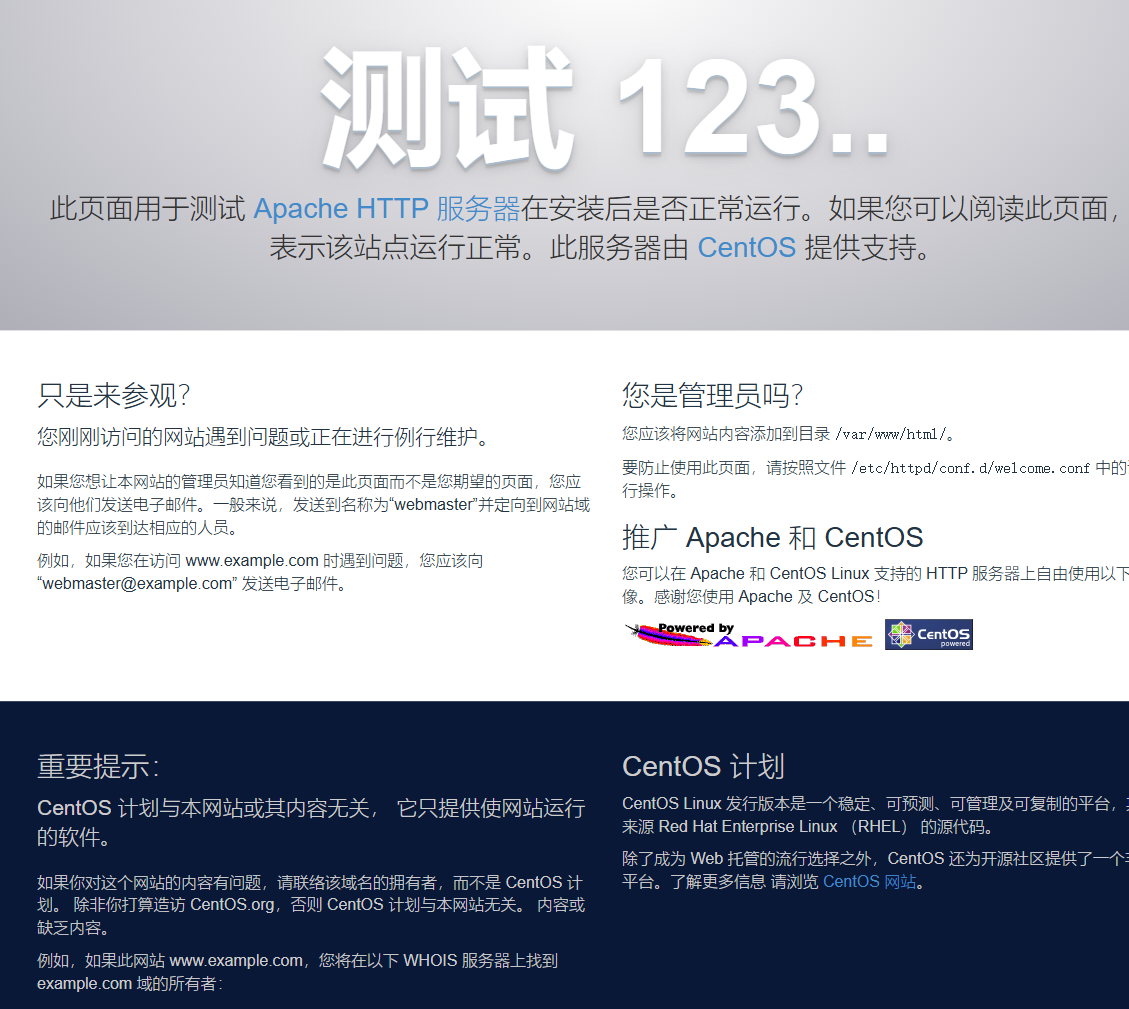 测试 123..
此页面用于测试 Apache HTTP 服务器在安装后是否正常运行。如果您可以阅读此页面，
表示该站点运行正常。此服务器由 CentOS 提供支持。
只是来参观？
您刚刚访问的网站遇到问题或正在进行例行维护。
如果您想让本网站的管理员知道您看到的是此页面而不是您期望的页面，您应
该向他们发送电子邮件。一般来说，发送到名称为“webmaster”并定向到网站域
的邮件应该到达相应的人员。
例如，如果您在访问 www.example.com 时遇到问题，您应该向
“webmaster@example.com” 发送电子邮件。
您是管理员吗？
您应该将网站内容添加到目录 /var/www/html/。
要防止使用此页面，请按照文件 /etc/httpd/conf.d/welcome.conf 中的
行操作。
推广 Apache 和 CentOS
您可以在 Apache 和 CentOS Linux 支持的 HTTP 服务器上自由使用以下
像。感谢您使用 Apache 及 CentOS！
Powered by APACHE
CentOS powered
重要提示：
CentOS 计划与本网站或其内容无关， 它只提供使网站运行
的软件。
如果你对这个网站的内容有问题，请联络该域名的拥有者，而不是 CentOS 计
划。 除非你打算造访 CentOS.org，否则 CentOS 计划与本网站无关。 内容或
缺乏内容。
例如，如果此网站 www.example.com，您将在以下 WHOIS 服务器上找到
example.com 域的所有者：
CentOS 计划
CentOS Linux 发行版本是一个稳定、可预测、可管理及可复制的平台，
来源 Red Hat Enterprise Linux （RHEL） 的源代码。
除了成为 Web 托管的流行选择之外，CentOS 还为开源社区提供了一个
平台。了解更多信息 请浏览 CentOS 网站。